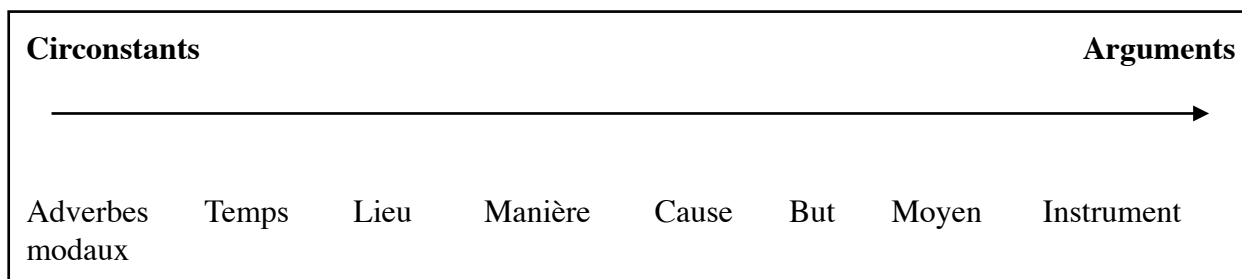 Circonstants Arguments
Adverbes Temps Lieu Manière Cause But Moyen Instrument
modaux